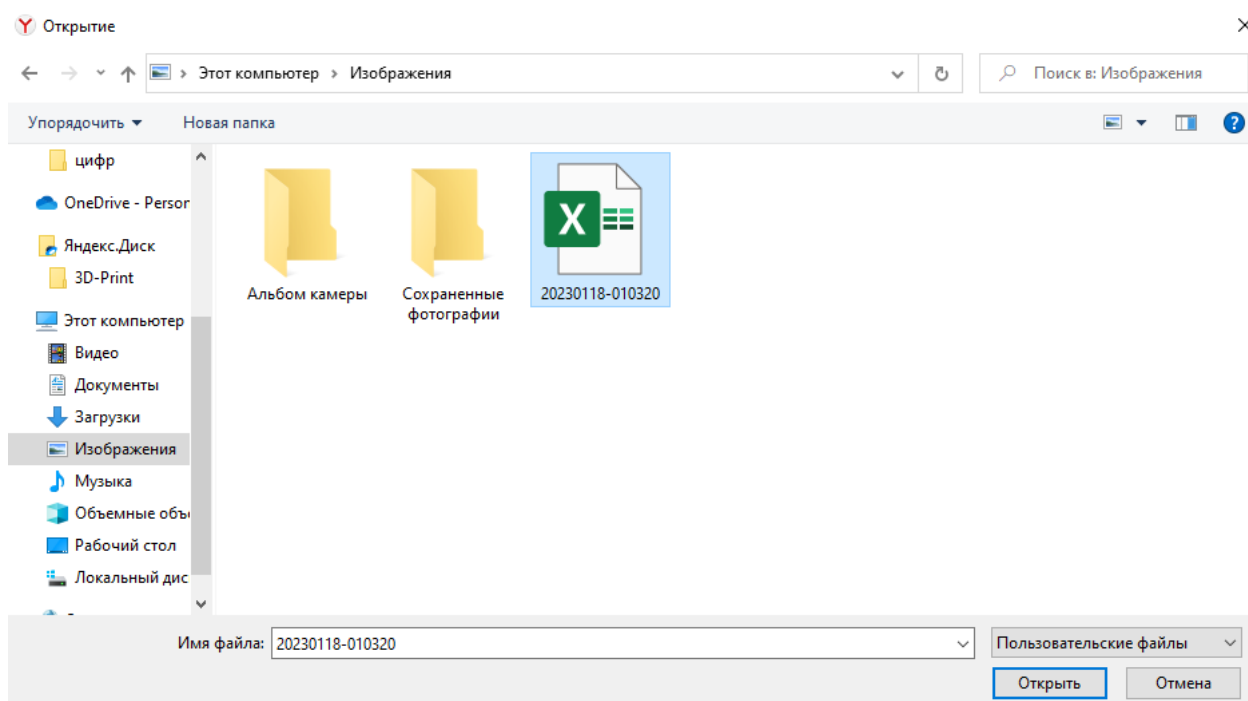 Открытие
Этот компьютер › Изображения
Поиск в: Изображения
Упорядочить
Новая папка
цифр
OneDrive - Person
Яндекс.Диск
3D-Print
Этот компьютер
Видео
Документы
Загрузки
Изображения
Музыка
Объемные объ
Рабочий стол
Локальный дис
Альбом камеры
Сохраненные
фотографии
20230118-010320
Имя файла: 20230118-010320
Пользовательские файлы
Открыть
Отмена